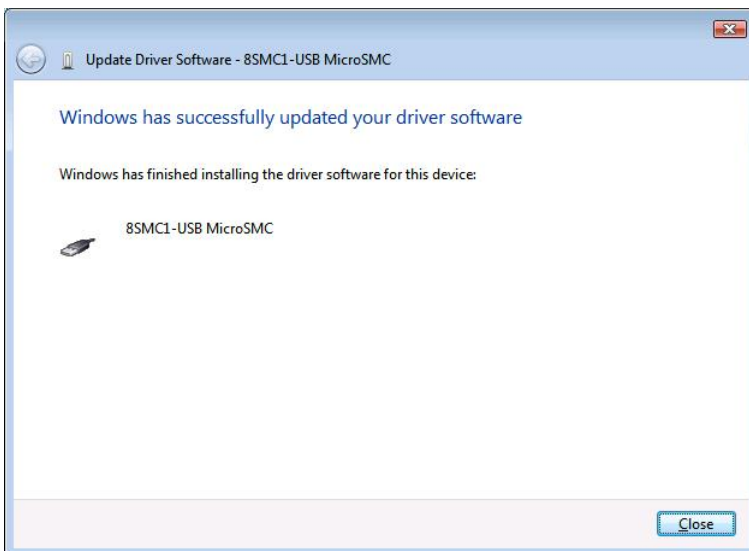 Update Driver Software - 8SMC1-USB MicroSMC
Windows has successfully updated your driver software
Windows has finished installing the driver software for this device:
8SMC1-USB MicroSMC
Close